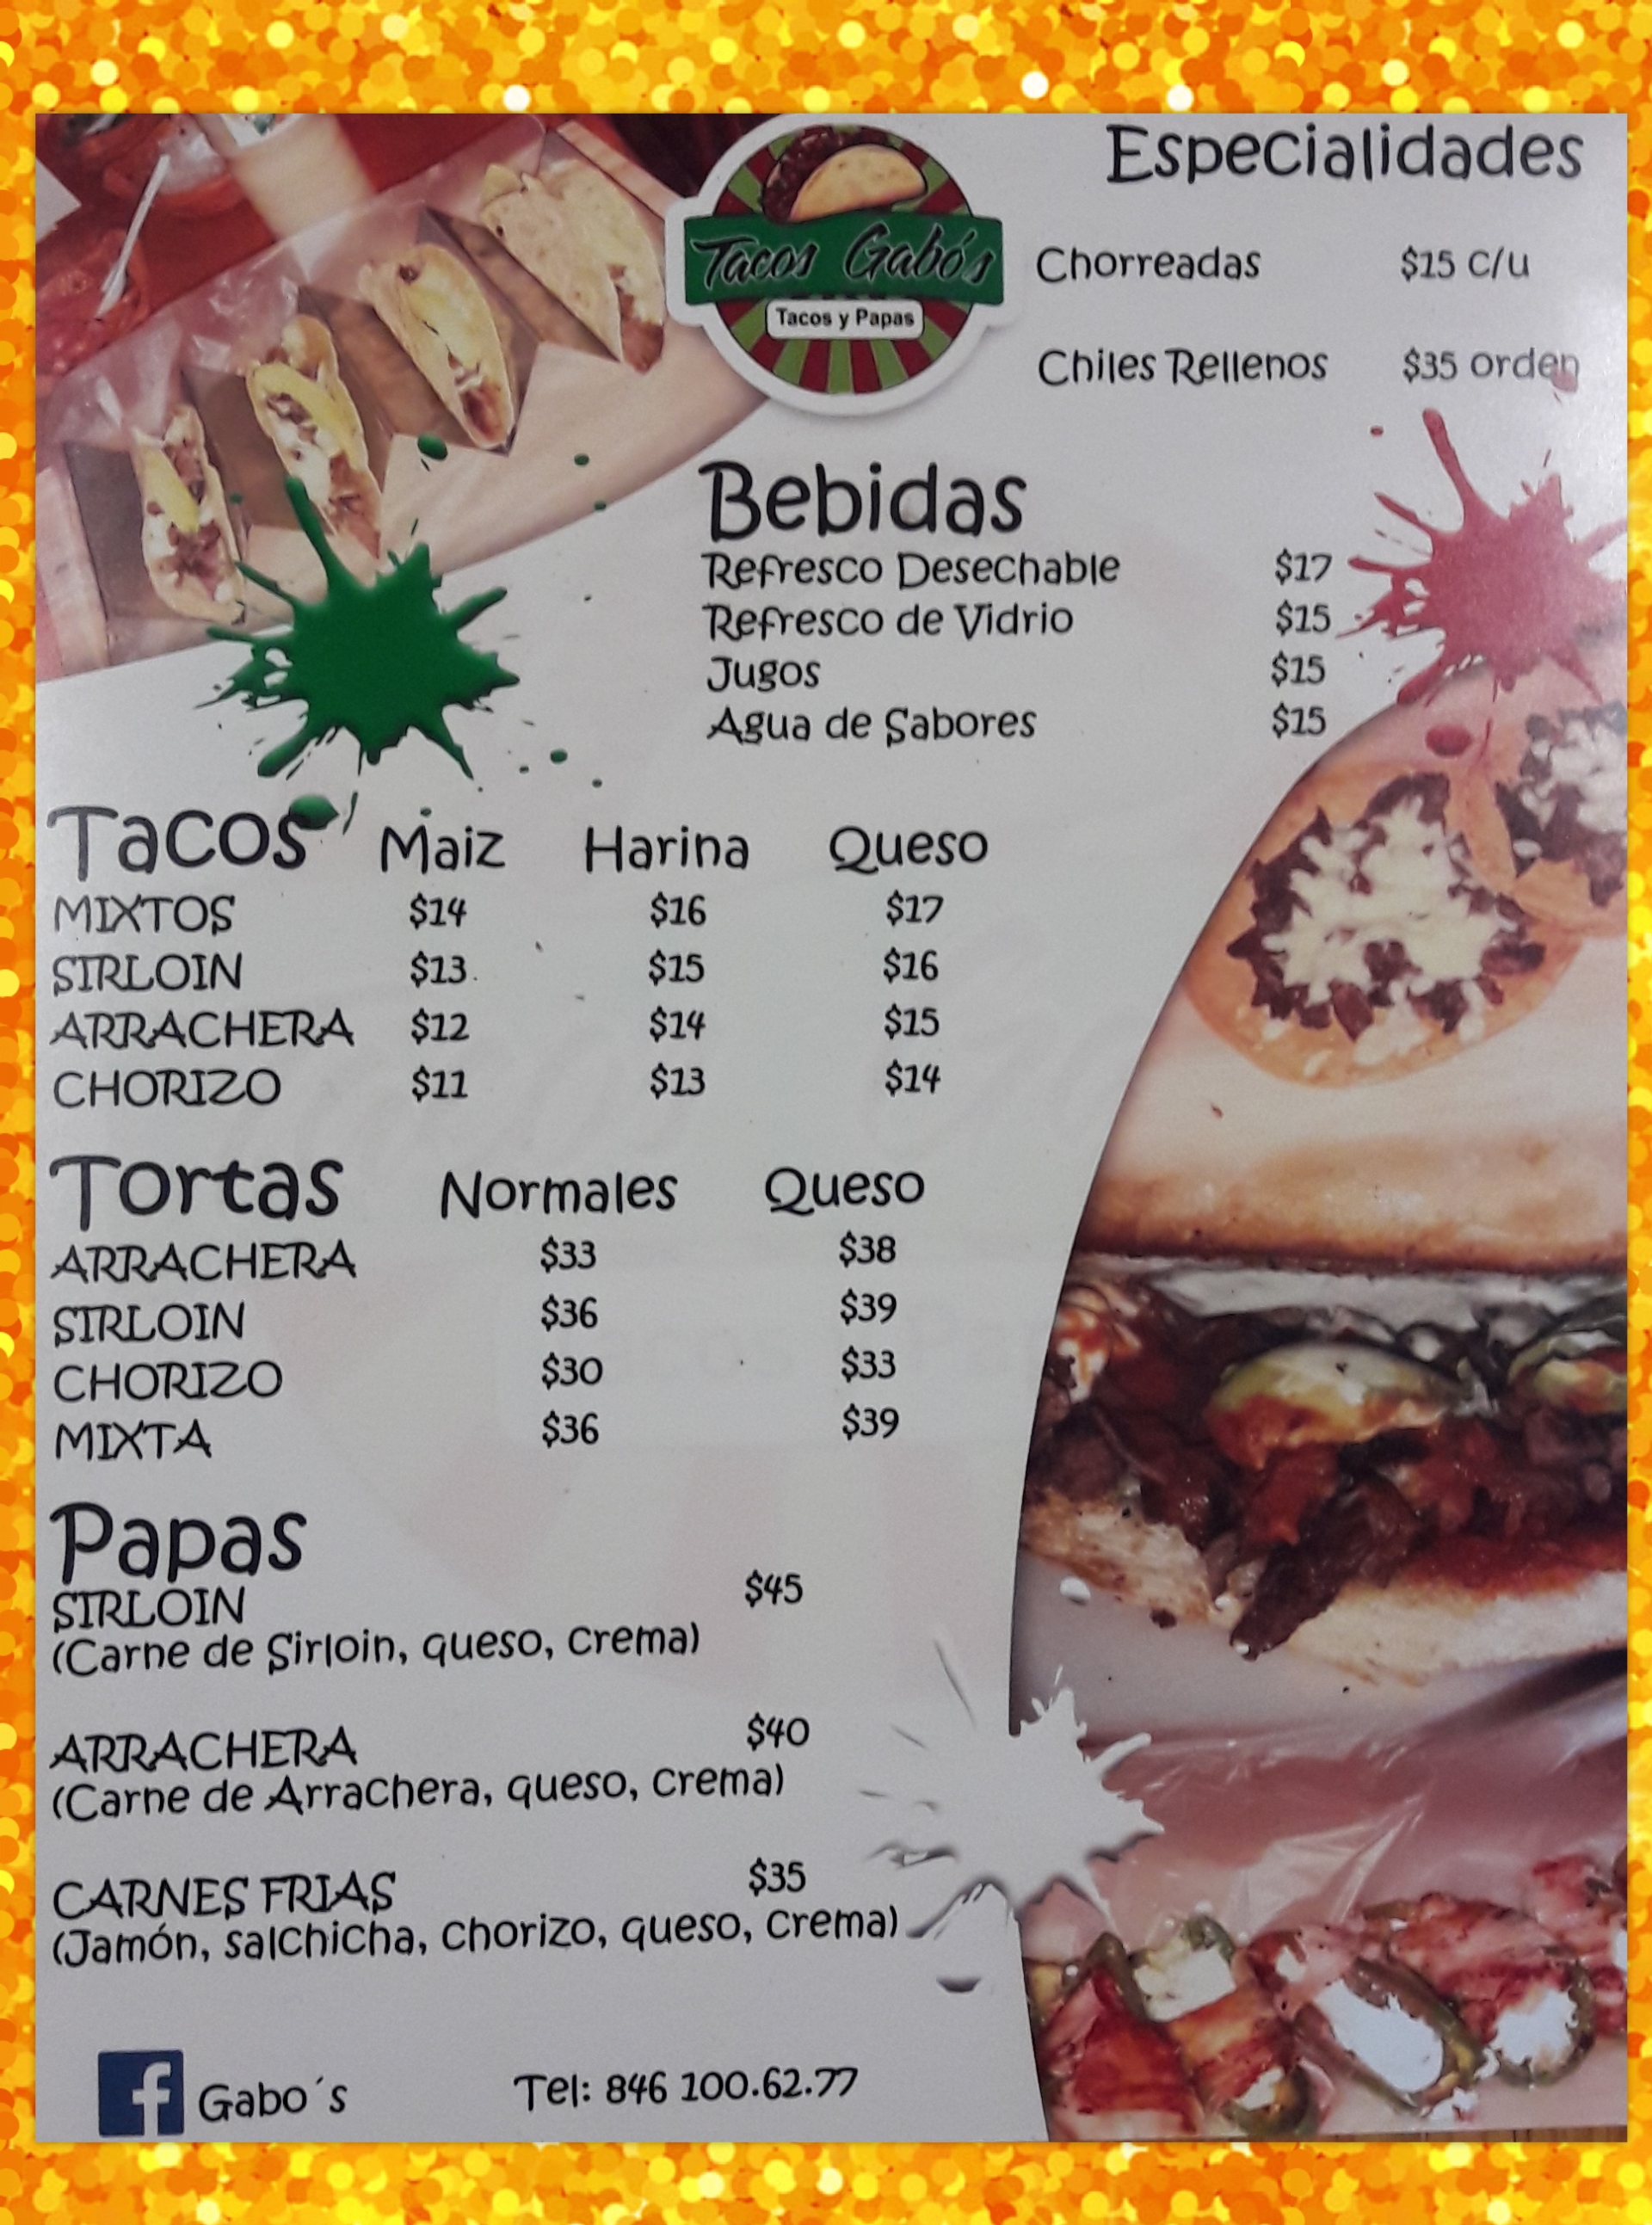 Tacos Gabó's
Tacos y Papas
Especialidades
Chorreadas $15 c/u
Chiles Rellenos $35 orden
Bebidas
Refresco Desechable $17
Refresco de Vidrio $15
Jugos $15
Agua de Sabores $15
Tacos Maiz Harina Queso
MIXTOS $14 $16 $17
SIRLOIN $13 $15 $16
ARRACHERA $12 $14 $15
CHORIZO $11 $13 $14
Tortas Normales Queso
ARRACHERA $33 $38
SIRLOIN $36 $39
CHORIZO $30 $33
MIXTA $36 $39
Papas
SIRLOIN $45
(Carne de Sirloin, queso, crema)
ARRACHERA $40
(Carne de Arrachera, queso, crema)
CARNES FRIAS $35
(Jamón, salchicha, chorizo, queso, crema)
f Gabo´s Tel: 846 100.62.77